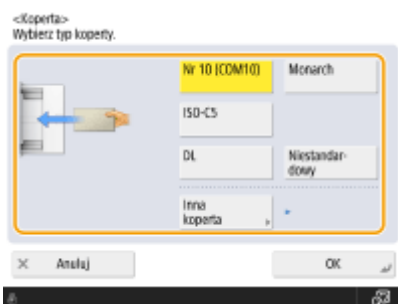 <Koperta>
Wybierz typ koperty.
Nr 10 (COM10)
Monarch
ISO-C5
DL
Niestandar-
dowy
Inna
koperta
Anuluj
OK